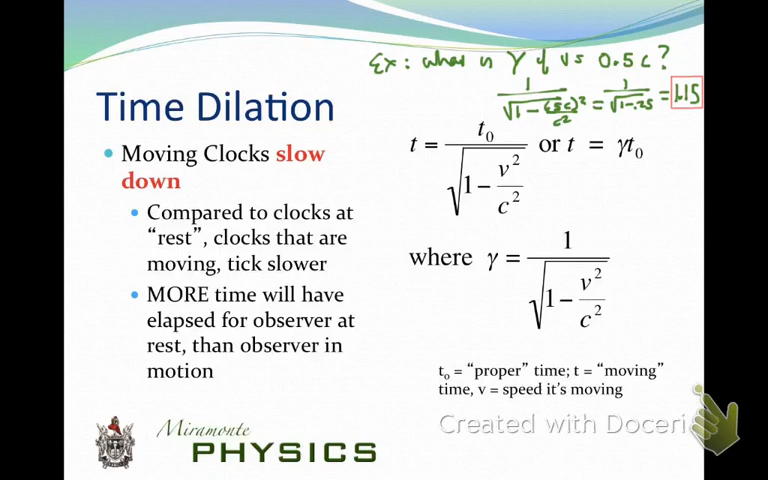 Ex: what is γ if v = 0.5c?
1/√(1-(.5c)²/c²) = 1/√(1-.25) = 1.15
Time Dilation
• Moving Clocks slow
down
• Compared to clocks at
“rest”, clocks that are
moving, tick slower
• MORE time will have
elapsed for observer at
rest, than observer in
motion
t = t₀/√(1-v²/c²) or t = γt₀
where γ = 1/√(1-v²/c²)
t₀ = “proper” time; t = “moving”
time, v = speed it’s moving
Miramonte
PHYSICS
Created with Doceri